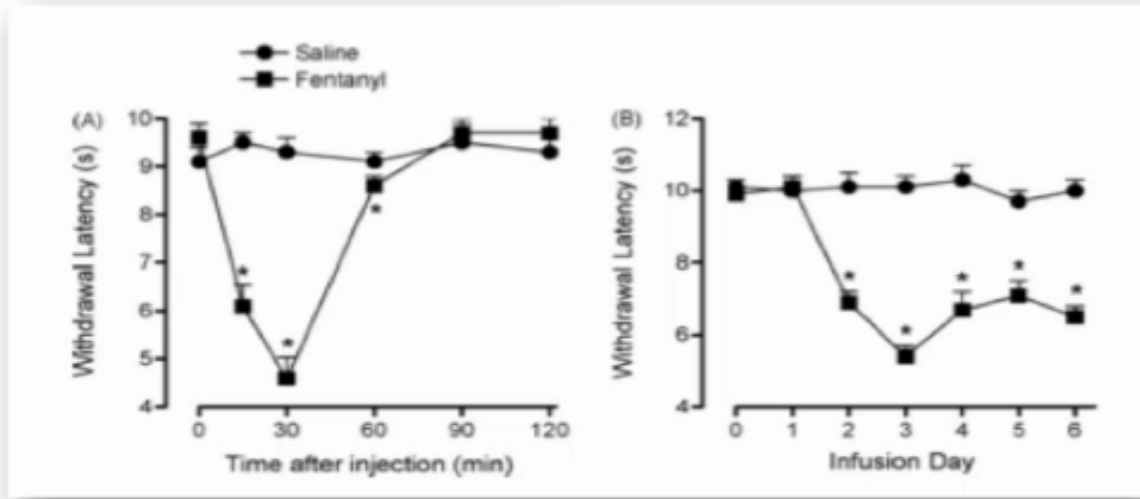 Saline
Fentanyl
(A)
Withdrawal Latency (s)
10
9
8
7
6
5
4
*
*
*
0 30 60 90 120
Time after injection (min)
(B)
Withdrawal Latency (s)
12
10
8
6
4
*
*
*
*
*
0 1 2 3 4 5 6
Infusion Day